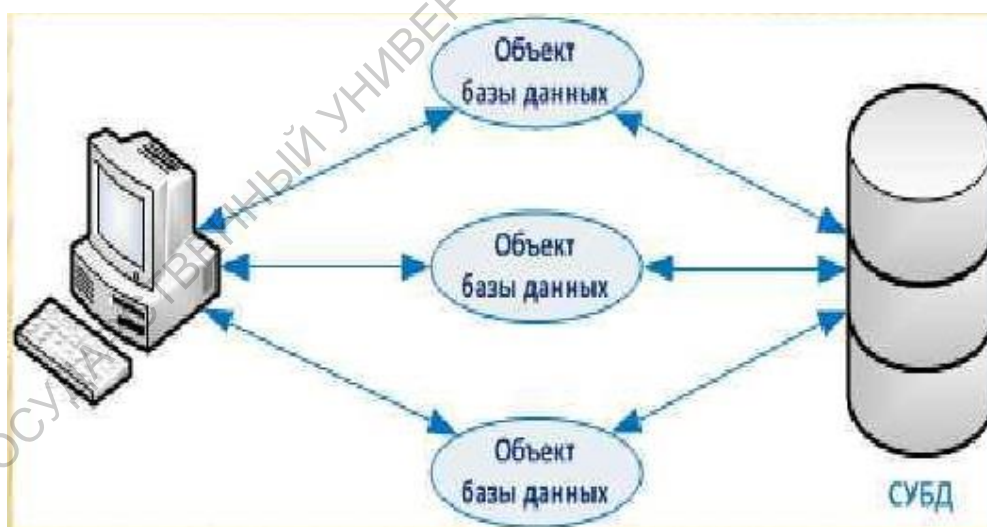 Объект
базы данных
Объект
базы данных
Объект
базы данных
СУБД